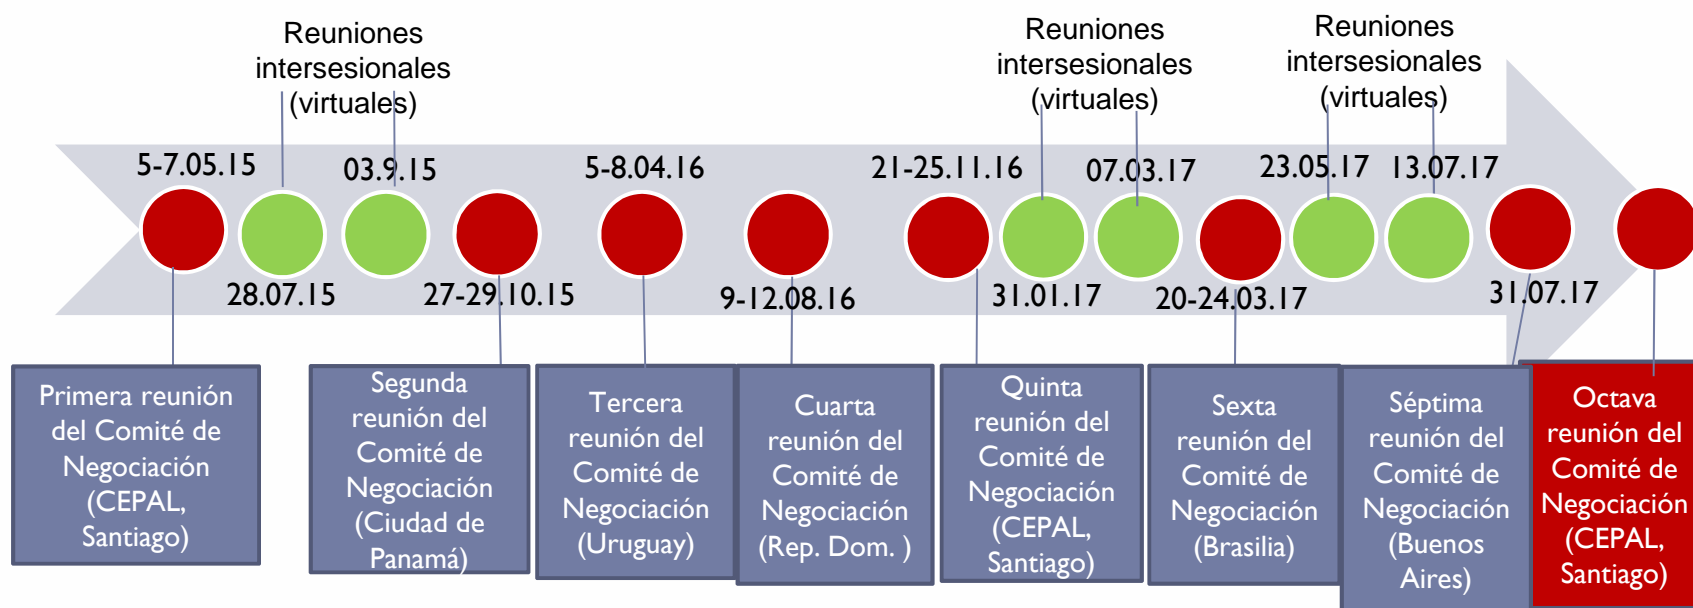 Reuniones
intersesionales
(virtuales)
Reuniones
intersesionales
(virtuales)
Reuniones
intersesionales
(virtuales)
5-7.05.15
03.9.15
5-8.04.16
21-25.11.16
07.03.17
23.05.17
13.07.17
28.07.15
27-29.10.15
9-12.08.16
31.01.17
20-24.03.17
31.07.17
Primera reunión
del Comité de
Negociación
(CEPAL,
Santiago)
Segunda
reunión del
Comité de
Negociación
(Ciudad de
Panamá)
Tercera
reunión del
Comité de
Negociación
(Uruguay)
Cuarta
reunión del
Comité de
Negociación
(Rep. Dom. )
Quinta
reunión del
Comité de
Negociación
(CEPAL,
Santiago)
Sexta
reunión del
Comité de
Negociación
(Brasilia)
Séptima
reunión del
Comité de
Negociación
(Buenos
Aires)
Octava
reunión del
Comité de
Negociación
(CEPAL,
Santiago)